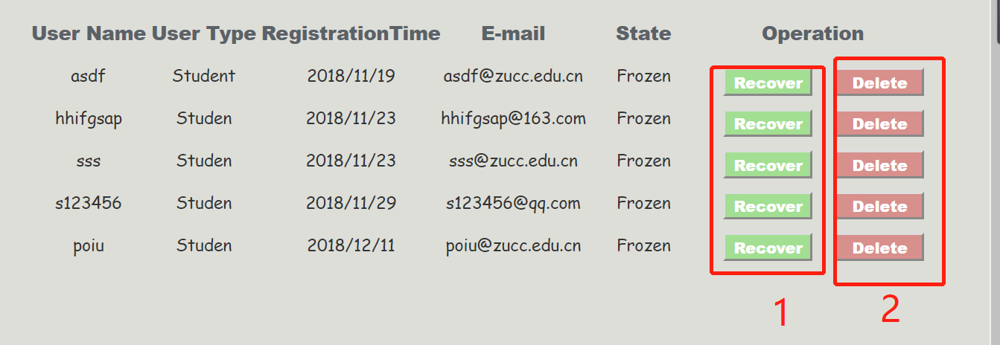 User Name User Type RegistrationTime E-mail State Operation
asdf Student 2018/11/19 asdf@zucc.edu.cn Frozen Recover Delete
hhifgsap Studen 2018/11/23 hhifgsap@163.com Frozen Recover Delete
sss Studen 2018/11/23 sss@zucc.edu.cn Frozen Recover Delete
s123456 Studen 2018/11/29 s123456@qq.com Frozen Recover Delete
poiu Studen 2018/12/11 poiu@zucc.edu.cn Frozen Recover Delete
1 2